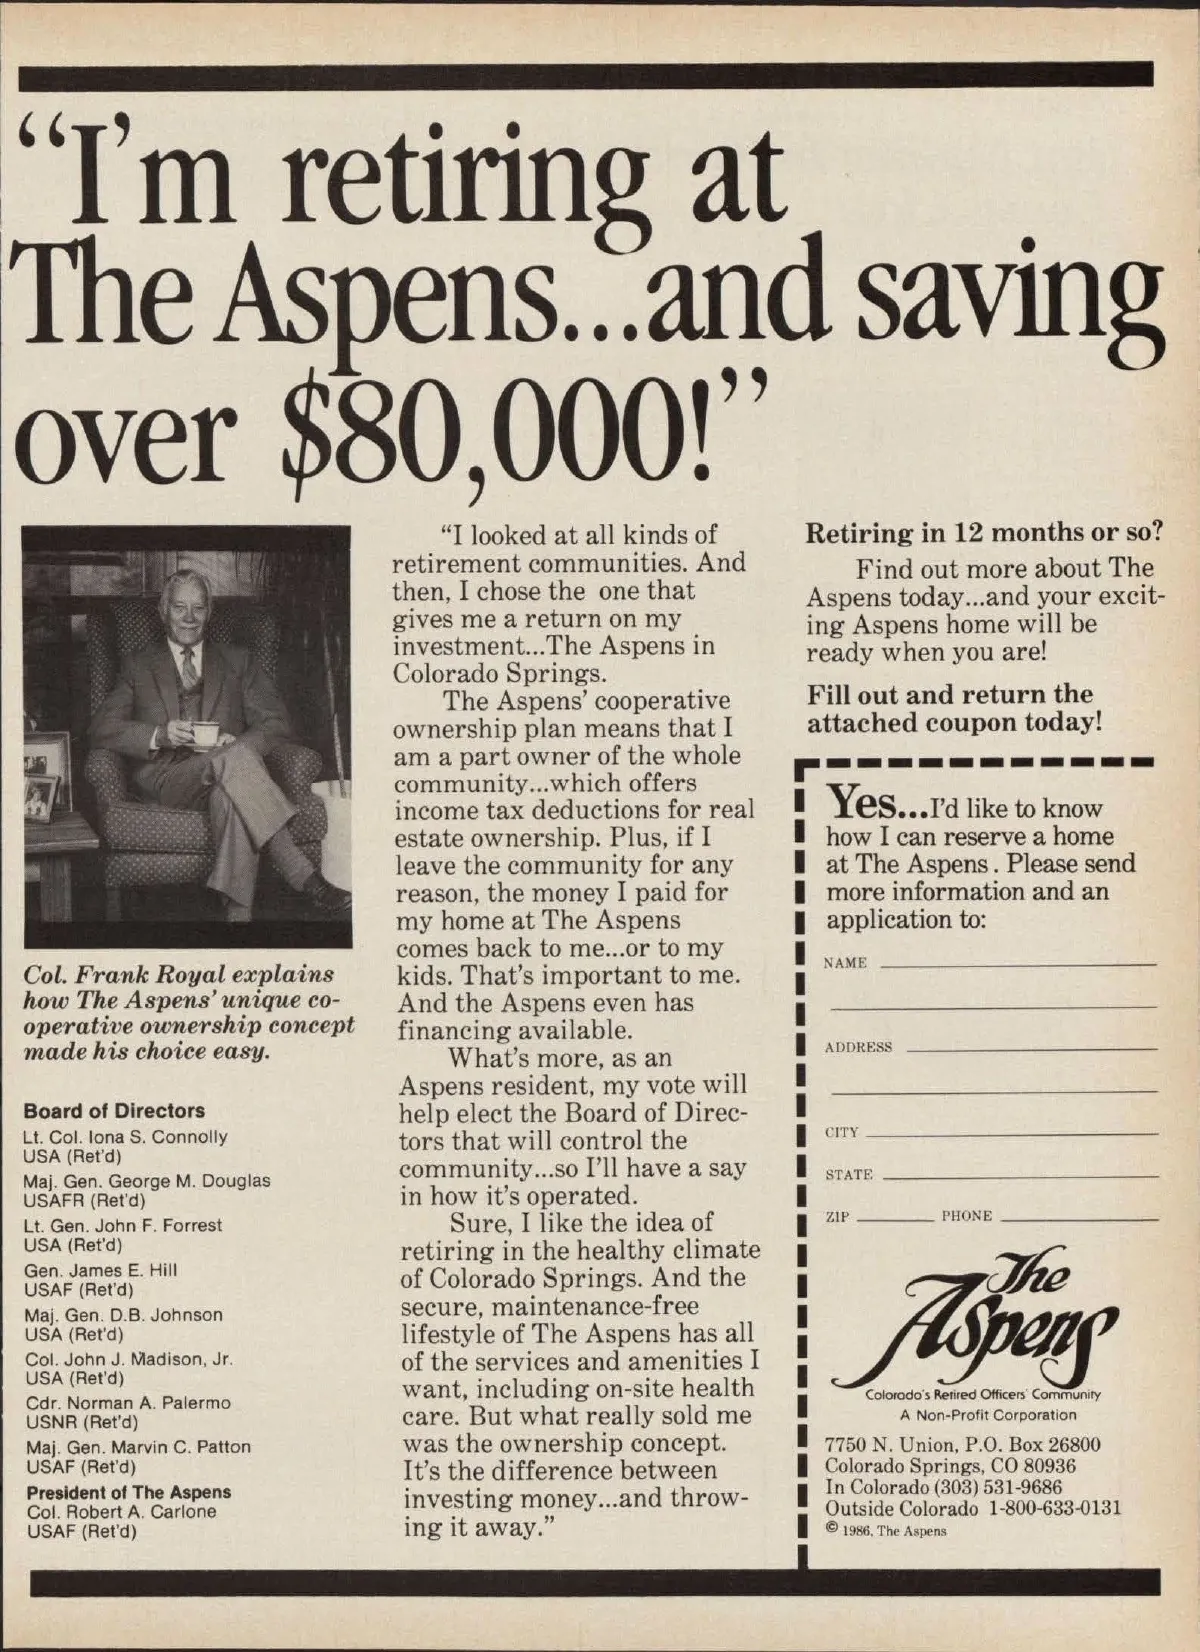 “I’m retiring at
The Aspens...and saving
over $80,000!”
Col. Frank Royal explains
how The Aspens’ unique co-
operative ownership concept
made his choice easy.
Board of Directors
Lt. Col. Iona S. Connolly
USA (Ret’d)
Maj. Gen. George M. Douglas
USAFR (Ret’d)
Lt. Gen. John F. Forrest
USA (Ret’d)
Gen. James E. Hill
USAF (Ret’d)
Maj. Gen. D.B. Johnson
USA (Ret’d)
Col. John J. Madison, Jr.
USA (Ret’d)
Cdr. Norman A. Palermo
USNR (Ret’d)
Maj. Gen. Marvin C. Patton
USAF (Ret’d)
President of The Aspens
Col. Robert A. Carlone
USAF (Ret’d)
“I looked at all kinds of
retirement communities. And
then, I chose the one that
gives me a return on my
investment...The Aspens in
Colorado Springs.
The Aspens’ cooperative
ownership plan means that I
am a part owner of the whole
community...which offers
income tax deductions for real
estate ownership. Plus, if I
leave the community for any
reason, the money I paid for
my home at The Aspens
comes back to me...or to my
kids. That’s important to me.
And the Aspens even has
financing available.
What’s more, as an
Aspens resident, my vote will
help elect the Board of Direc-
tors that will control the
community...so I’ll have a say
in how it’s operated.
Sure, I like the idea of
retiring in the healthy climate
of Colorado Springs. And the
secure, maintenance-free
lifestyle of The Aspens has all
of the services and amenities I
want, including on-site health
care. But what really sold me
was the ownership concept.
It’s the difference between
investing money...and throw-
ing it away.”
Retiring in 12 months or so?
Find out more about The
Aspens today...and your excit-
ing Aspens home will be
ready when you are!
Fill out and return the
attached coupon today!
Yes...I’d like to know
how I can reserve a home
at The Aspens. Please send
more information and an
application to:
NAME
ADDRESS
CITY
STATE
ZIP PHONE
The
Aspens
Colorado’s Retired Officers’ Community
A Non-Profit Corporation
7750 N. Union, P.O. Box 26800
Colorado Springs, CO 80936
In Colorado (303) 531-9686
Outside Colorado 1-800-633-0131
© 1986, The Aspens